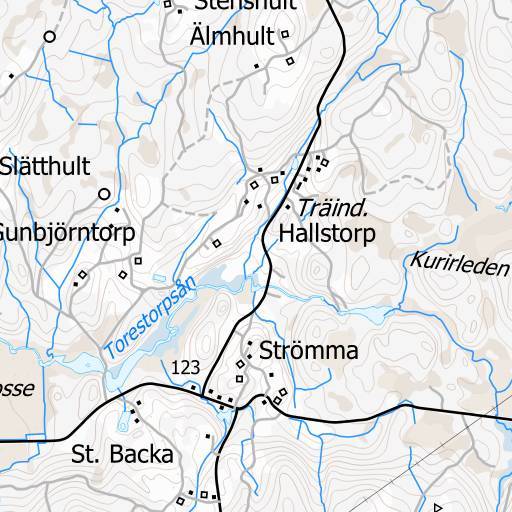 Stenshult
Älmhult
Slätthult
Träind.
Gunbjörntorp
Hallstorp
Kurirleden
Torestorpsån
Strömma
123
osse
St. Backa